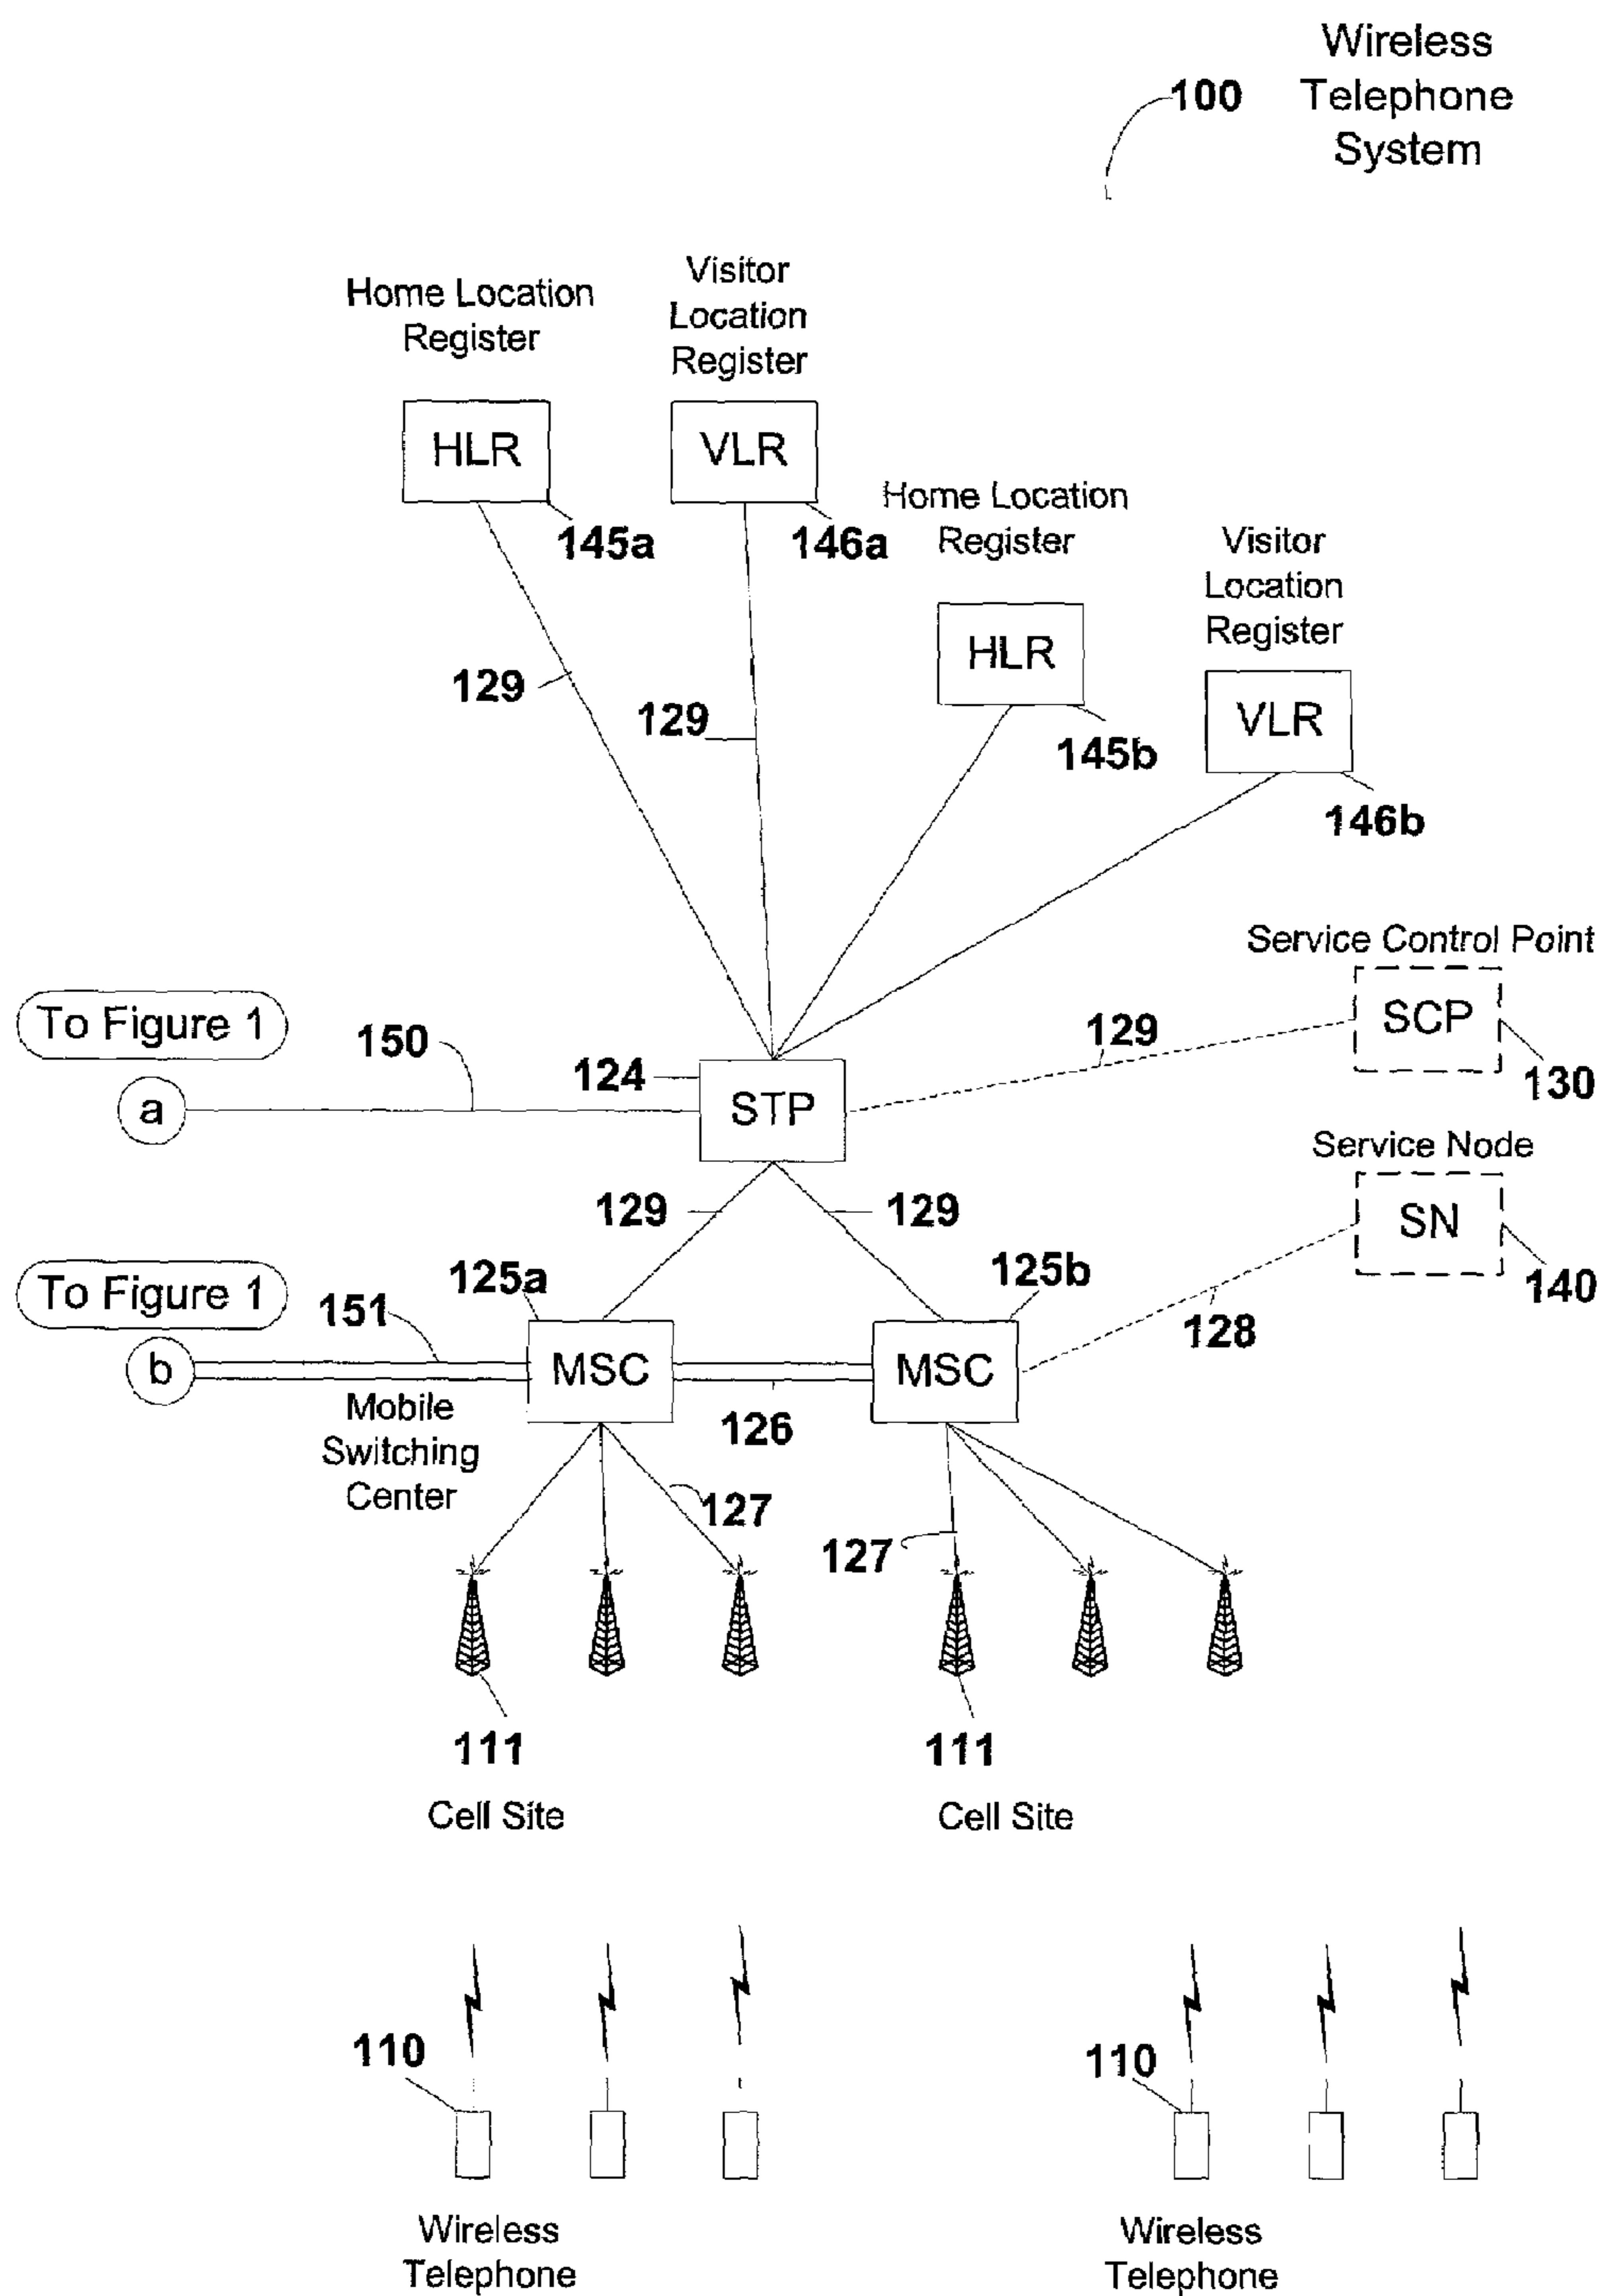 Wireless
Telephone
System
100
Home Location
Register
Visitor
Location
Register
HLR
VLR
145a
146a
Home Location
Register
Visitor
Location
Register
HLR
VLR
145b
146b
129
129
Service Control Point
SCP
130
129
To Figure 1
a
150
124
STP
Service Node
SN
140
128
129
129
To Figure 1
b
151
125a
125b
MSC
MSC
Mobile
Switching
Center
126
127
127
111
111
Cell Site
Cell Site
110
110
Wireless
Telephone
Wireless
Telephone